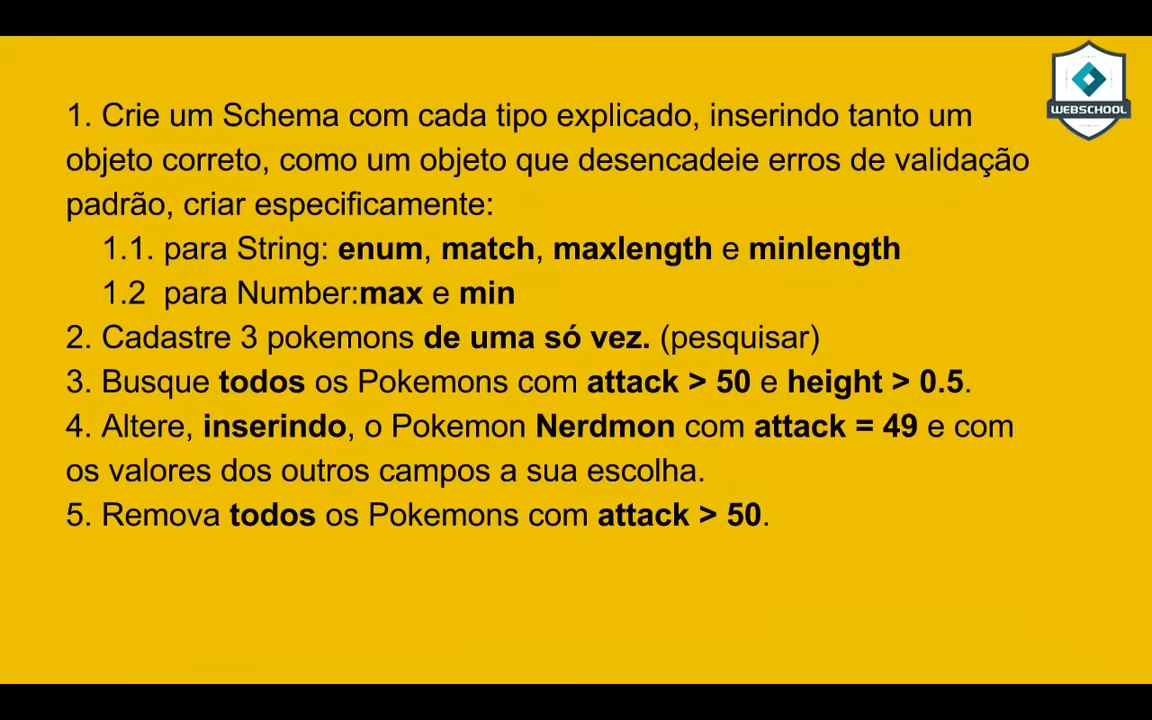 WEBSCHOOL
1. Crie um Schema com cada tipo explicado, inserindo tanto um
objeto correto, como um objeto que desencadeie erros de validação
padrão, criar especificamente:
1.1. para String: enum, match, maxlength e minlength
1.2 para Number:max e min
2. Cadastre 3 pokemons de uma só vez. (pesquisar)
3. Busque todos os Pokemons com attack > 50 e height > 0.5.
4. Altere, inserindo, o Pokemon Nerdmon com attack = 49 e com
os valores dos outros campos a sua escolha.
5. Remova todos os Pokemons com attack > 50.